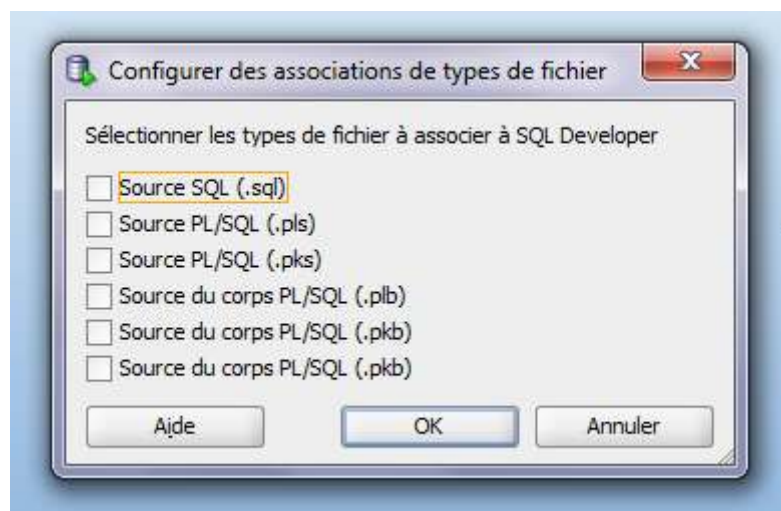 Configurer des associations de types de fichier
Sélectionner les types de fichier à associer à SQL Developer
Source SQL (.sql)
Source PL/SQL (.pls)
Source PL/SQL (.pks)
Source du corps PL/SQL (.plb)
Source du corps PL/SQL (.pkb)
Source du corps PL/SQL (.pkb)
Aide OK Annuler